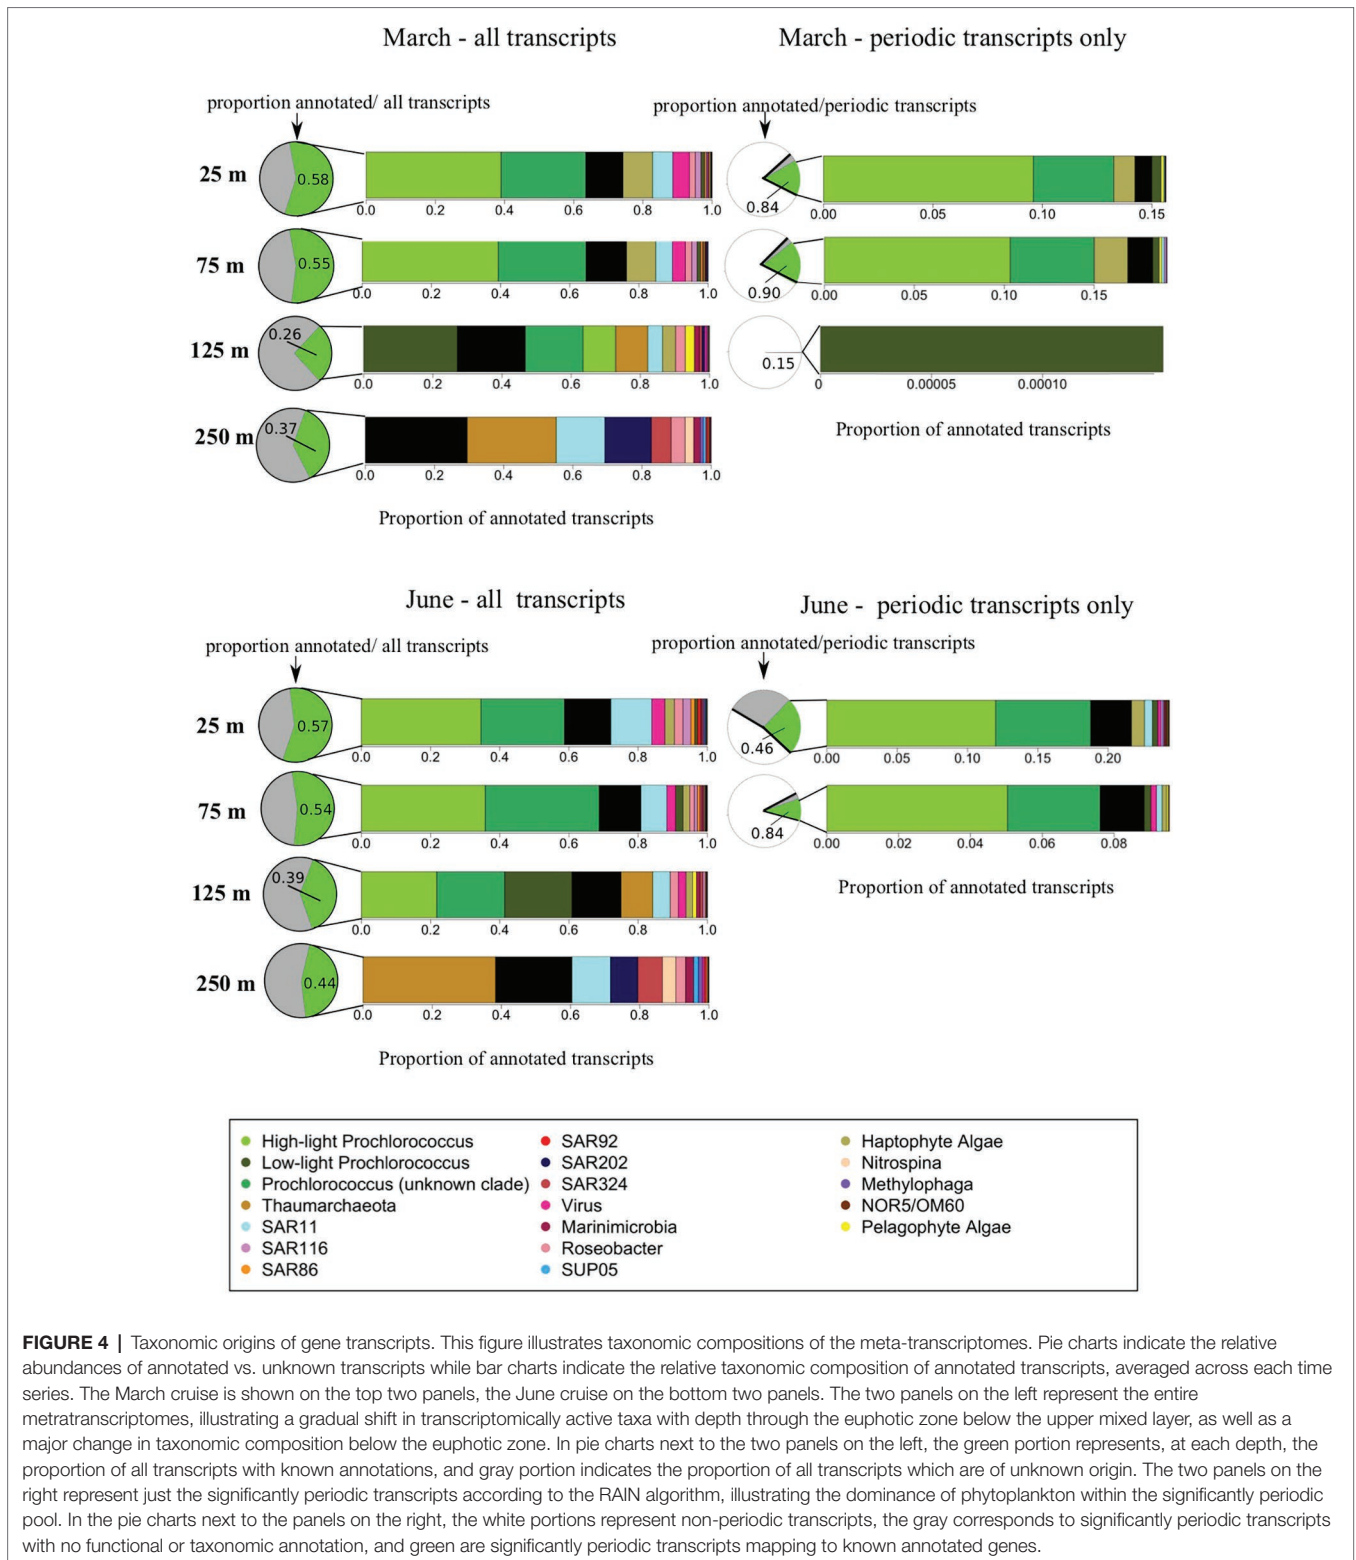 March - all transcripts
proportion annotated/ all transcripts
25 m
0.58
0.0 0.2 0.4 0.6 0.8 1.0
75 m
0.55
0.0 0.2 0.4 0.6 0.8 1.0
125 m
0.26
0.0 0.2 0.4 0.6 0.8 1.0
250 m
0.37
0.0 0.2 0.4 0.6 0.8 1.0
Proportion of annotated transcripts
March - periodic transcripts only
proportion annotated/periodic transcripts
0.84
0.00 0.05 0.10 0.15
0.90
0.00 0.05 0.10 0.15
0.15
0 0.00005 0.00010
Proportion of annotated transcripts
June - all transcripts
proportion annotated/ all transcripts
25 m
0.57
0.0 0.2 0.4 0.6 0.8 1.0
75 m
0.54
0.0 0.2 0.4 0.6 0.8 1.0
125 m
0.39
0.0 0.2 0.4 0.6 0.8 1.0
250 m
0.44
0.0 0.2 0.4 0.6 0.8 1.0
Proportion of annotated transcripts
June - periodic transcripts only
proportion annotated/periodic transcripts
0.46
0.00 0.05 0.10 0.15 0.20
0.84
0.00 0.02 0.04 0.06 0.08
Proportion of annotated transcripts
High-light Prochlorococcus
Low-light Prochlorococcus
Prochlorococcus (unknown clade)
Thaumarchaeota
SAR11
SAR116
SAR86
SAR92
SAR202
SAR324
Virus
Marinimicrobia
Roseobacter
SUP05
Haptophyte Algae
Nitrospina
Methylophaga
NOR5/OM60
Pelagophyte Algae
FIGURE 4 | Taxonomic origins of gene transcripts. This figure illustrates taxonomic compositions of the meta-transcriptomes. Pie charts indicate the relative
abundances of annotated vs. unknown transcripts while bar charts indicate the relative taxonomic composition of annotated transcripts, averaged across each time
series. The March cruise is shown on the top two panels, the June cruise on the bottom two panels. The two panels on the left represent the entire
metratranscriptomes, illustrating a gradual shift in transcriptomically active taxa with depth through the euphotic zone below the upper mixed layer, as well as a
major change in taxonomic composition below the euphotic zone. In pie charts next to the two panels on the left, the green portion represents, at each depth, the
proportion of all transcripts with known annotations, and gray portion indicates the proportion of all transcripts which are of unknown origin. The two panels on the
right represent just the significantly periodic transcripts according to the RAIN algorithm, illustrating the dominance of phytoplankton within the significantly periodic
pool. In the pie charts next to the panels on the right, the white portions represent non-periodic transcripts, the gray corresponds to significantly periodic transcripts
with no functional or taxonomic annotation, and green are significantly periodic transcripts mapping to known annotated genes.